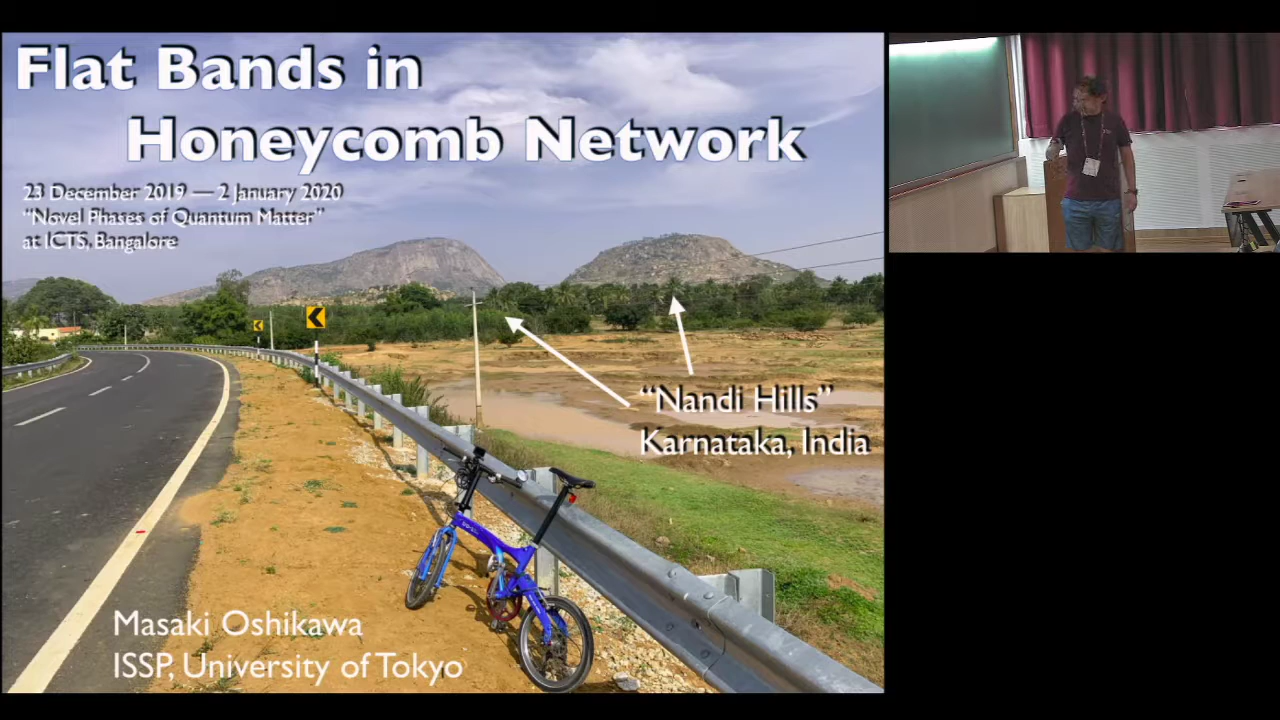 Flat Bands in
Honeycomb Network
23 December 2019 — 2 January 2020
“Novel Phases of Quantum Matter”
at ICTS, Bangalore
“Nandi Hills”
Karnataka, India
Masaki Oshikawa
ISSP, University of Tokyo